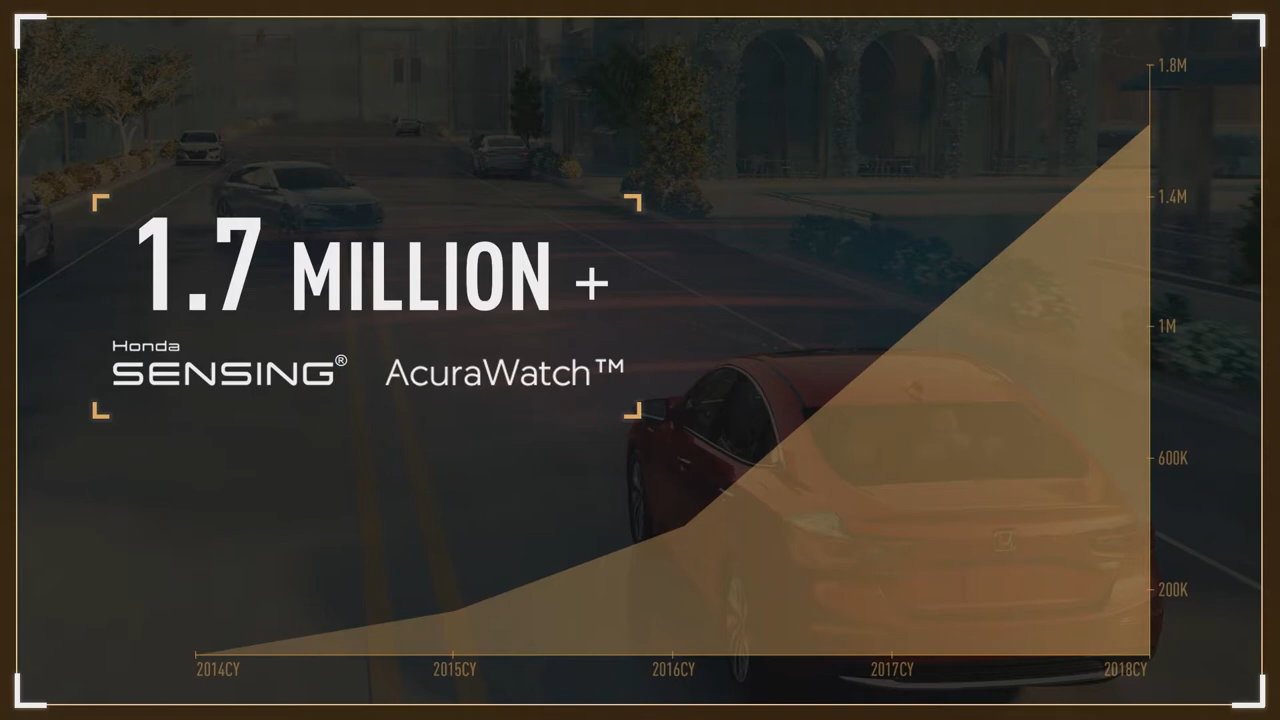 1.8M
1.4M
1.7 MILLION +
1M
Honda
SENSING® AcuraWatch™
600K
200K
2014CY 2015CY 2016CY 2017CY 2018CY